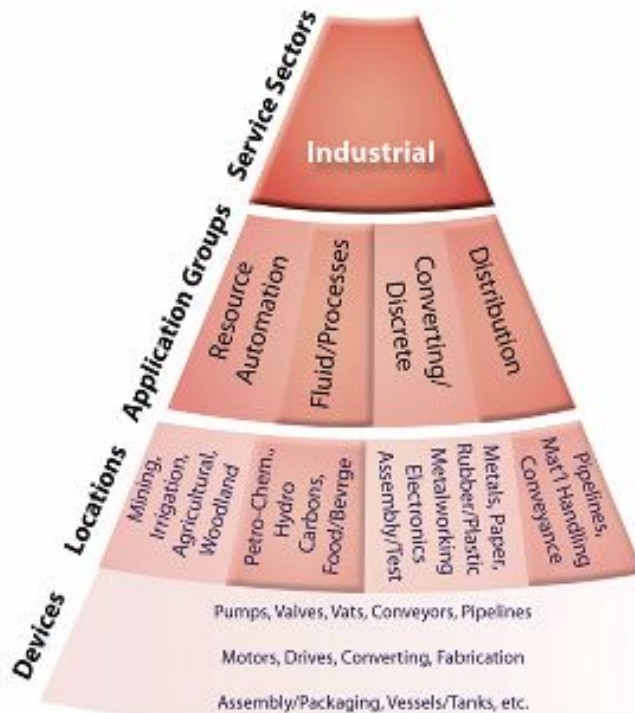 Service Sectors
Industrial
Application Groups
Resource
Automation
Fluid/Processes
Converting/
Discrete
Distribution
Locations
Mining,
Irrigation,
Agricultural,
Woodland
Petro-Chem.,
Hydro
Carbons,
Food/Bevrge
Metals, Paper,
Rubber/Plastic
Metalworking
Electronics
Assembly/Test
Pipelines,
Mat'l Handling
Conveyance
Devices
Pumps, Valves, Vats, Conveyors, Pipelines
Motors, Drives, Converting, Fabrication
Assembly/Packaging, Vessels/Tanks, etc.